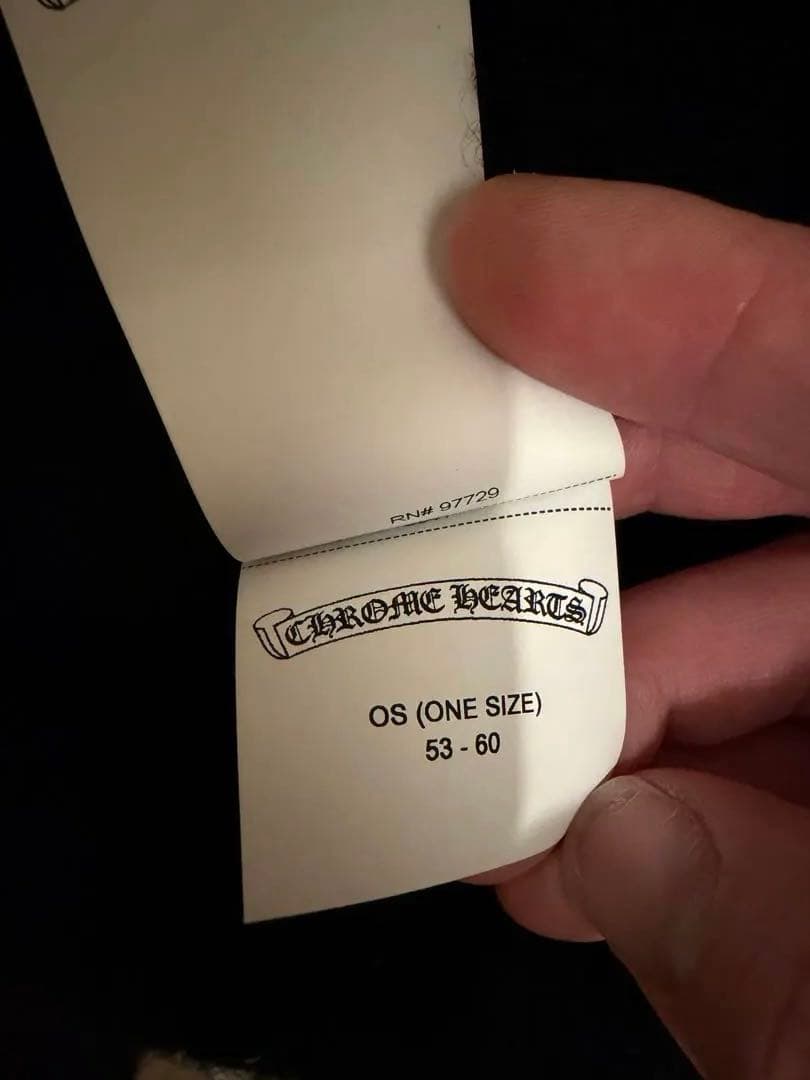 RN# 97729
CHROME HEARTS
OS (ONE SIZE)
53 - 60